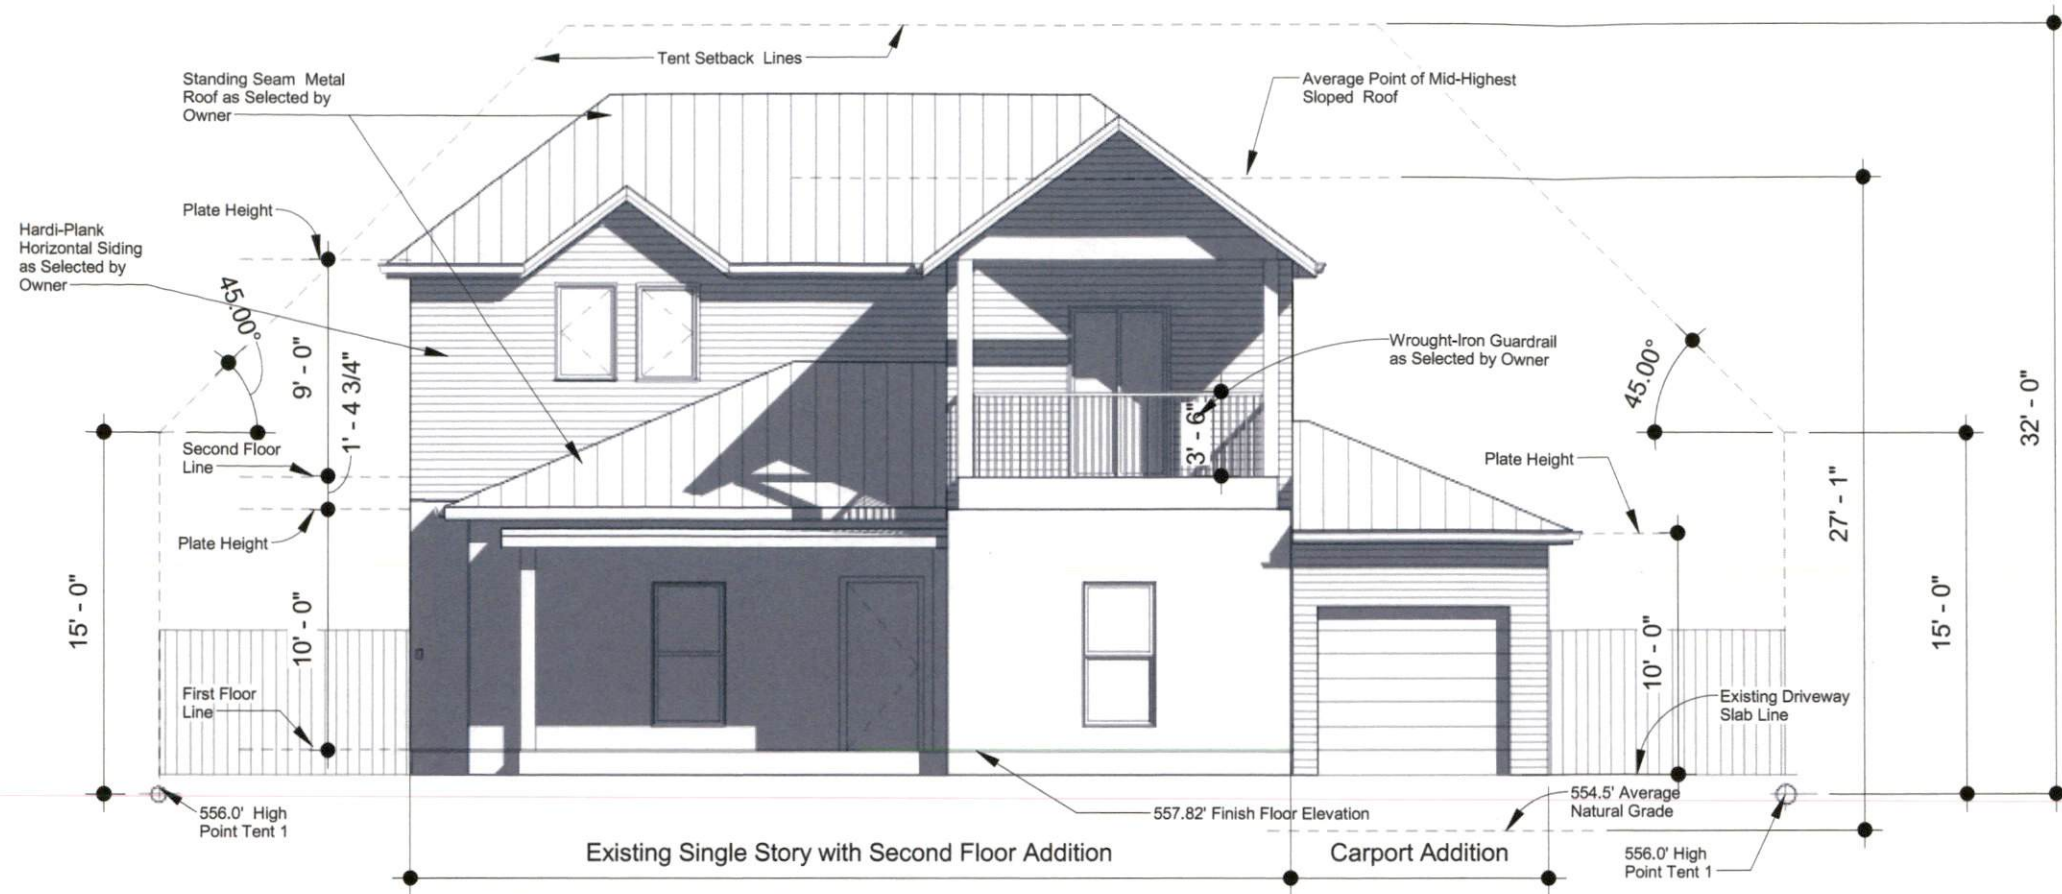 Tent Setback Lines
Standing Seam Metal
Roof as Selected by
Owner
Average Point of Mid-Highest
Sloped Roof
Plate Height
Hardi-Plank
Horizontal Siding
as Selected by
Owner
45.00°
9' - 0"
1' - 4 3/4"
Wrought-Iron Guardrail
as Selected by Owner
45.00°
32' - 0"
3' - 6"
Second Floor
Line
Plate Height
27' - 1"
Plate Height
15' - 0"
10' - 0"
10' - 0"
15' - 0"
First Floor
Line
Existing Driveway
Slab Line
556.0' High
Point Tent 1
557.82' Finish Floor Elevation
554.5' Average
Natural Grade
Existing Single Story with Second Floor Addition
Carport Addition
556.0' High
Point Tent 1